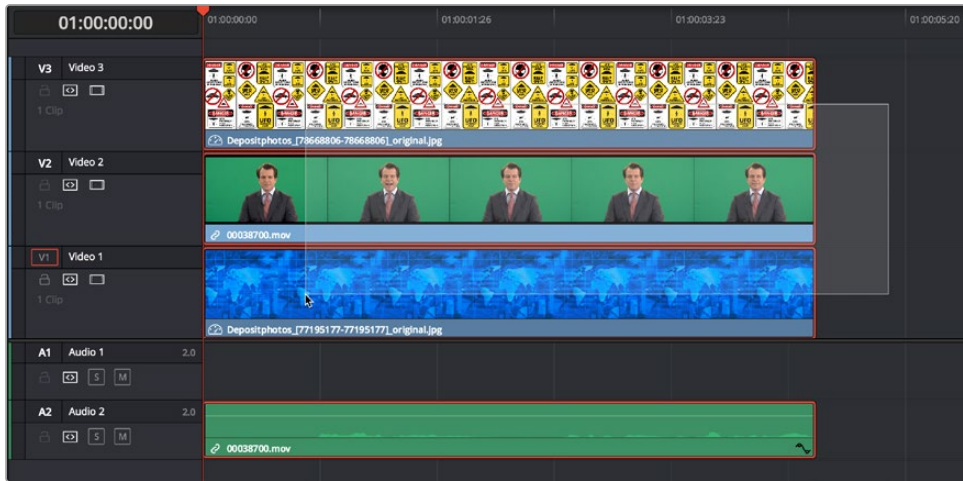 01:00:00:00
01:00:00:00 01:00:01:26 01:00:03:23 01:00:05:20
V3 Video 3
1 Clip
Depositphotos_[78668806-78668806]_original.jpg
V2 Video 2
1 Clip
00038700.mov
V1 Video 1
1 Clip
Depositphotos_[77195177-77195177]_original.jpg
A1 Audio 1 2.0
S M
A2 Audio 2 2.0
S M
00038700.mov